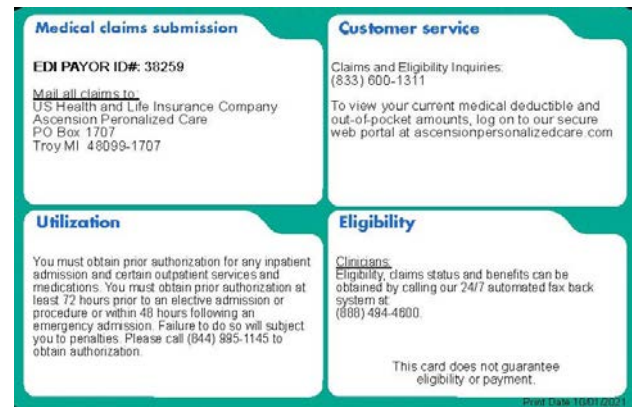 Medical claims submission
EDI PAYOR ID#: 38259
Mail all claims to:
US Health and Life Insurance Company
Ascension Peronalized Care
PO Box 1707
Troy MI 48099-1707
Customer service
Claims and Eligibility Inquiries:
(833) 600-1311
To view your current medical deductible and
out-of-pocket amounts, log on to our secure
web portal at ascensionpersonalizedcare.com
Utilization
You must obtain prior authorization for any inpatient
admission and certain outpatient services and
medications. You must obtain prior authorization at
least 72 hours prior to an elective admission or
procedure or within 48 hours following an
emergency admission. Failure to do so will subject
you to penalties. Please call (844) 995-1145 to
obtain authorization.
Eligibility
Clinicians:
Eligibility, claims status and benefits can be
obtained by calling our 24/7 automated fax back
system at:
(888) 494-4600.
This card does not guarantee
eligibility or payment.
Print Date 10/01/2021